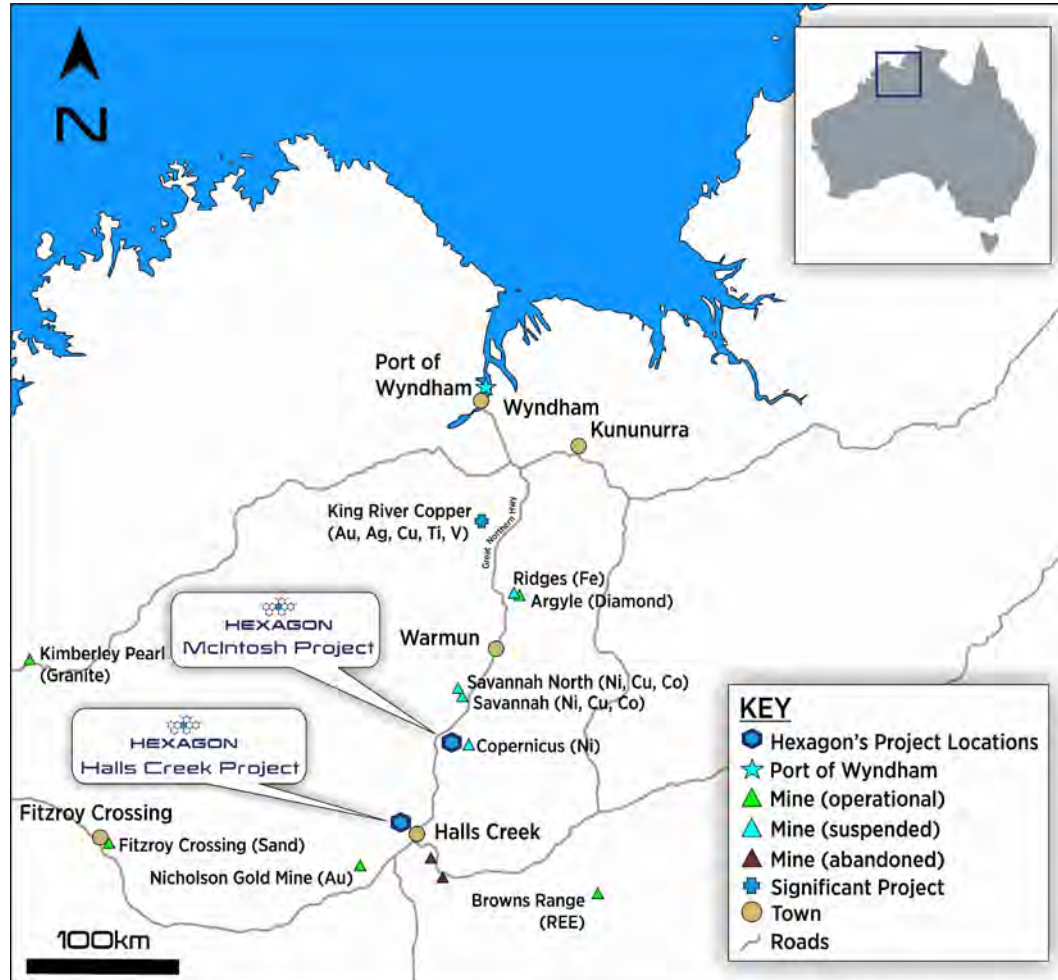 N
Port of
Wyndham
Wyndham
Kununurra
King River Copper
(Au, Ag, Cu, Ti, V)
Great Northern Hwy
Ridges (Fe)
Argyle (Diamond)
HEXAGON
McIntosh Project
Warmun
Kimberley Pearl
(Granite)
Savannah North (Ni, Cu, Co)
Savannah (Ni, Cu, Co)
HEXAGON
Halls Creek Project
Copernicus (Ni)
Fitzroy Crossing
Fitzroy Crossing (Sand)
Halls Creek
Nicholson Gold Mine (Au)
Browns Range
(REE)
100km
KEY
Hexagon's Project Locations
Port of Wyndham
Mine (operational)
Mine (suspended)
Mine (abandoned)
Significant Project
Town
Roads